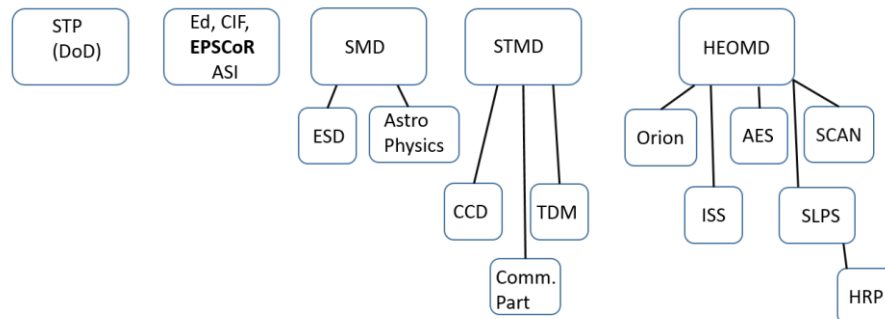 STP
(DoD)
Ed, CIF,
EPSCoR
ASI
SMD
STMD
HEOMD
ESD
Astro
Physics
Orion
AES
SCAN
CCD
TDM
ISS
SLPS
Comm.
Part
HRP